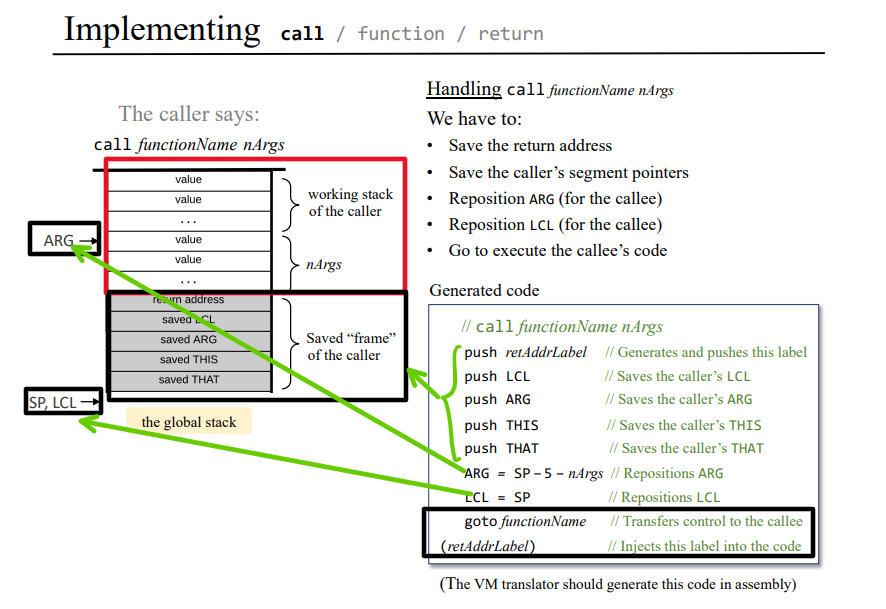 Implementing call / function / return
The caller says:
call functionName nArgs
value
value
...
value
value
...
return address
saved LCL
saved ARG
saved THIS
saved THAT
working stack
of the caller
nArgs
Saved “frame”
of the caller
ARG
SP, LCL
the global stack
Handling call functionName nArgs
We have to:
• Save the return address
• Save the caller’s segment pointers
• Reposition ARG (for the callee)
• Reposition LCL (for the callee)
• Go to execute the callee’s code
Generated code
// call functionName nArgs
push retAddrLabel // Generates and pushes this label
push LCL // Saves the caller’s LCL
push ARG // Saves the caller’s ARG
push THIS // Saves the caller’s THIS
push THAT // Saves the caller’s THAT
ARG = SP – 5 – nArgs // Repositions ARG
LCL = SP // Repositions LCL
goto functionName // Transfers control to the callee
(retAddrLabel) // Injects this label into the code
(The VM translator should generate this code in assembly)